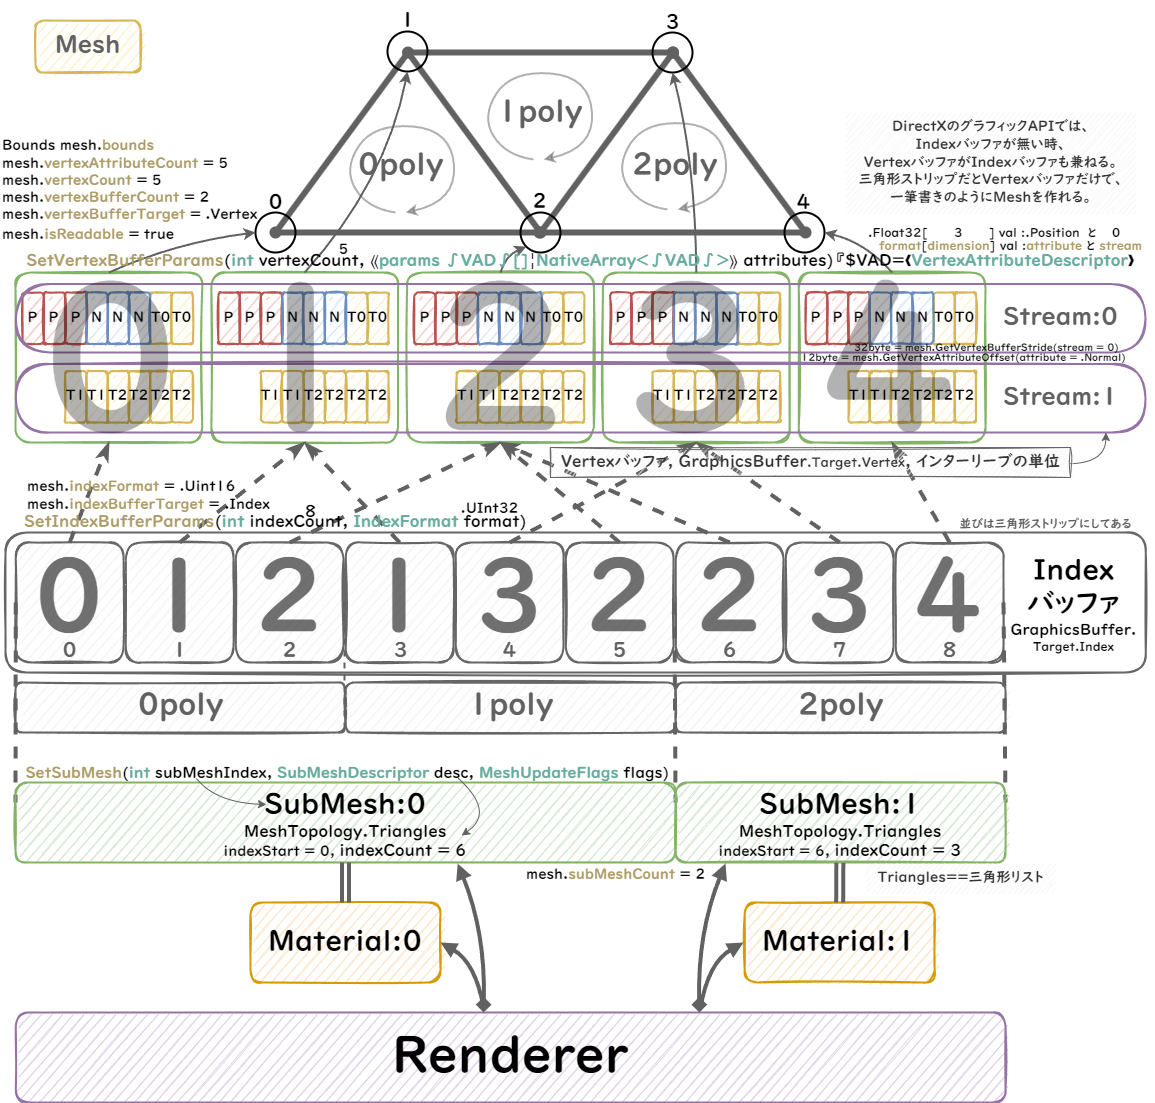 Mesh
1
3
1poly
0poly
2poly
0
2
4
DirectXのグラフィックAPIでは、
Indexバッファが無い時、
VertexバッファがIndexバッファも兼ねる。
三角形ストリップだとVertexバッファだけで、
一筆書きのようにMeshを作れる。
Bounds mesh.bounds
mesh.vertexAttributeCount = 5
mesh.vertexCount = 5
mesh.vertexBufferCount = 2
mesh.vertexBufferTarget = .Vertex
mesh.isReadable = true
.Float32[ 3 ] val :.Position と 0
format[dimension] val :attribute と stream
5
SetVertexBufferParams(int vertexCount, 《params ∫VAD∫[]¦NativeArray<∫VAD∫>》 attributes)『$VAD=❰VertexAttributeDescriptor❱
P P P N N N T0 T0 P P P N N N T0 T0 P P P N N N T0 T0 P P P N N N T0 T0 P P P N N N T0 T0 Stream:0
32byte = mesh.GetVertexBufferStride(stream = 0)
12byte = mesh.GetVertexAttributeOffset(attribute = .Normal)
0 1 2 3 4
T1 T1 T2 T2 T2 T2 T1 T1 T2 T2 T2 T2 T1 T1 T2 T2 T2 T2 T1 T1 T2 T2 T2 T2 T1 T1 T2 T2 T2 T2 Stream:1
Vertexバッファ, GraphicsBuffer.Target.Vertex, インターリーブの単位
mesh.indexFormat = .Uint16
mesh.indexBufferTarget = .Index
8 .UInt32
SetIndexBufferParams(int indexCount, IndexFormat format)
並びは三角形ストリップにしてある
0 1 2 1 3 2 2 3 4
0 1 2 3 4 5 6 7 8
Index
バッファ
GraphicsBuffer.
Target.Index
0poly 1poly 2poly
SetSubMesh(int subMeshIndex, SubMeshDescriptor desc, MeshUpdateFlags flags)
SubMesh:0
MeshTopology.Triangles
indexStart = 0, indexCount = 6
SubMesh:1
MeshTopology.Triangles
indexStart = 6, indexCount = 3
mesh.subMeshCount = 2
Triangles==三角形リスト
Material:0
Material:1
Renderer